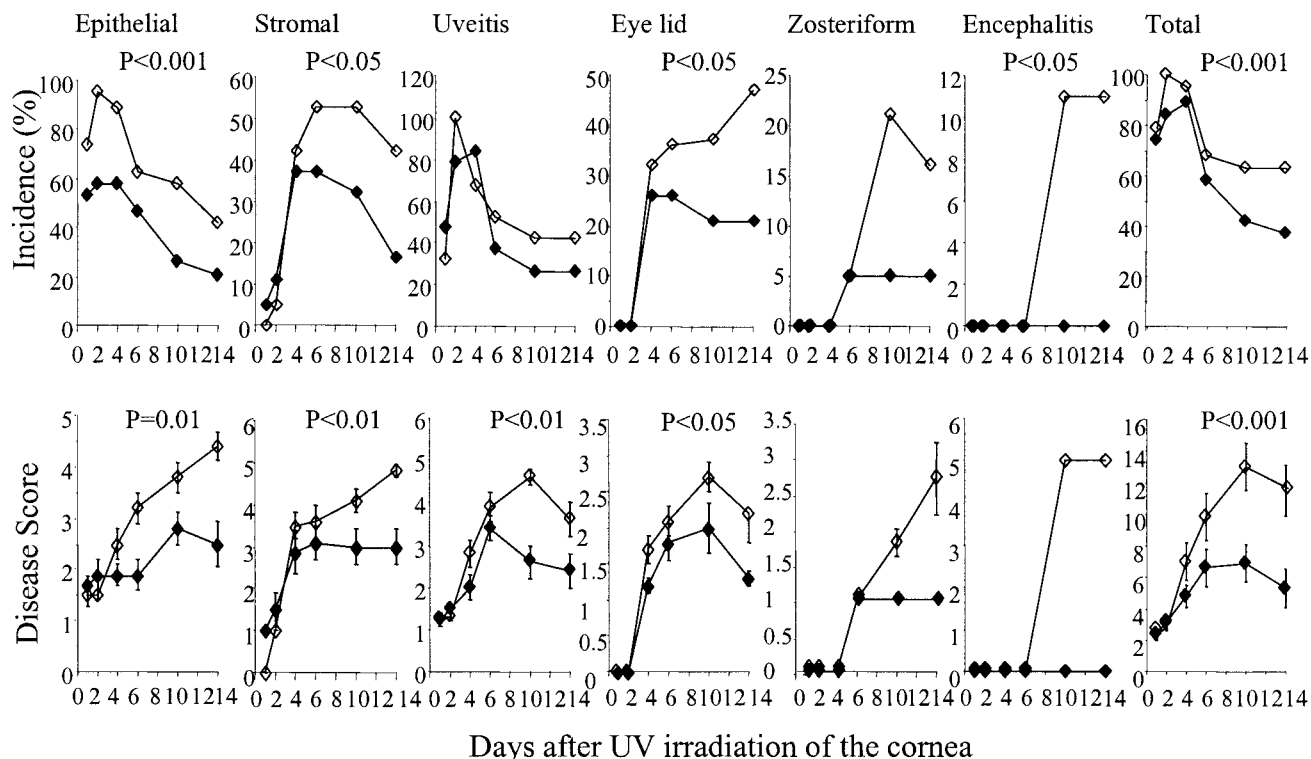 Epithelial Stromal Uveitis Eye lid Zosteriform Encephalitis Total
P<0.001 P<0.05 P<0.05 P<0.05 P<0.001
Incidence (%)
100 80 60 40 20 0
60 50 40 30 20 10 0
120 100 80 60 40 20 0
50 40 30 20 10 0
25 20 15 10 5 0
12 10 8 6 4 2 0
100 80 60 40 20 0
0 2 4 6 8 10 12 14 0 2 4 6 8 10 12 14 0 2 4 6 8 10 12 14 0 2 4 6 8 10 12 14 0 2 4 6 8 10 12 14 0 2 4 6 8 10 12 14 0 2 4 6 8 10 12 14
P=0.01 P<0.01 P<0.01 P<0.05 P<0.001
Disease Score
5 4 3 2 1 0
6 5 4 3 2 1 0
6 5 4 3 2 1 0
3.5 3 2.5 2 1.5 1 0.5 0
3.5 3 2.5 2 1.5 1 0.5 0
6 5 4 3 2 1 0
16 14 12 10 8 6 4 2 0
0 2 4 6 8 10 12 14 0 2 4 6 8 10 12 14 0 2 4 6 8 10 12 14 0 2 4 6 8 10 12 14 0 2 4 6 8 10 12 14 0 2 4 6 8 10 12 14 0 2 4 6 8 10 12 14
Days after UV irradiation of the cornea